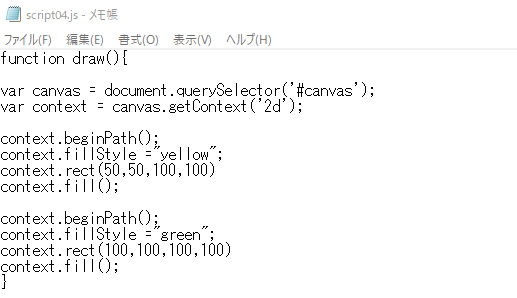 script04.js - メモ帳
ファイル(F) 編集(E) 書式(O) 表示(V) ヘルプ(H)
function draw(){
var canvas = document.querySelector('#canvas');
var context = canvas.getContext('2d');
context.beginPath();
context.fillStyle ="yellow";
context.rect(50,50,100,100)
context.fill();
context.beginPath();
context.fillStyle ="green";
context.rect(100,100,100,100)
context.fill();
}